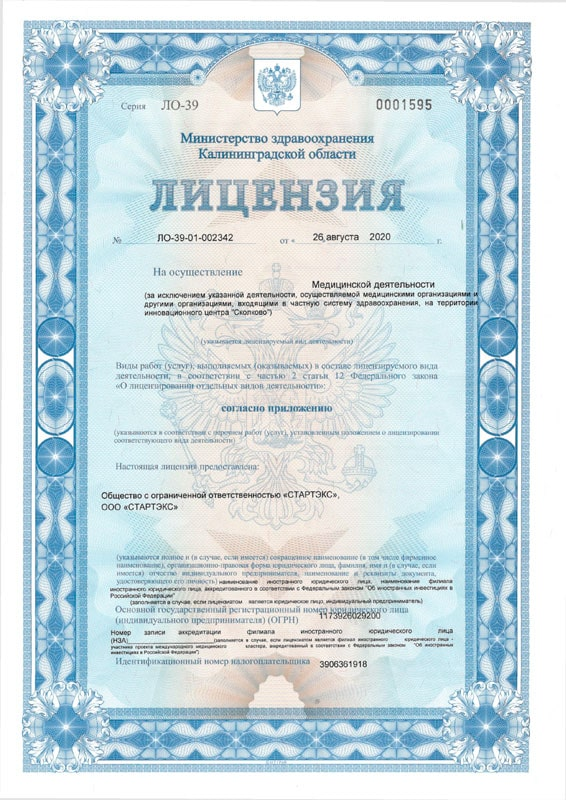 Серия ЛО-39 0001595
Министерство здравоохранения
Калининградской области
ЛИЦЕНЗИЯ
№ ЛО-39-01-002342 от « 26 августа 2020 г.
На осуществление
Медицинской деятельности
(за исключением указанной деятельности, осуществляемой медицинскими организациями и
другими организациями, входящими в частную систему здравоохранения, на территории
инновационного центра "Сколково")
(указывается лицензируемый вид деятельности)
Виды работ (услуг), выполняемых (оказываемых) в составе лицензируемого вида
деятельности, в соответствии с частью 2 статьи 12 Федерального закона
«О лицензировании отдельных видов деятельности»:
согласно приложению
(указываются в соответствии с перечнем работ (услуг), установленным положением о лицензировании
соответствующего вида деятельности)
Настоящая лицензия предоставлена:
Общество с ограниченной ответственностью «СТАРТЭКС»,
ООО «СТАРТЭКС»
(указываются полное и (в случае, если имеется) сокращенное наименование (в том числе фирменное
наименование), организационно-правовая форма юридического лица, фамилия, имя и (в случае, если
имеется) отчество индивидуального предпринимателя, наименование и реквизиты документа,
удостоверяющего его личность) наименование иностранного юридического лица, наименование филиала
иностранного юридического лица, аккредитованного в соответствии с Федеральным законом "Об иностранных инвестициях в
Российской Федерации"
(заполняется в случае, если лицензиатом является юридическое лицо, индивидуальный предприниматель)
Основной государственный регистрационный номер юридического лица
(индивидуального предпринимателя) (ОГРН) 1173926029200
Номер записи аккредитации филиала иностранного юридического лица
(НЗА) (заполняется в случае, если лицензиатом является филиал иностранного юридического лица -
участника проекта международного медицинского кластера, аккредитованный в соответствии с Федеральным законом "Об иностранных
инвестициях в Российской Федерации")
Идентификационный номер налогоплательщика 3906361918